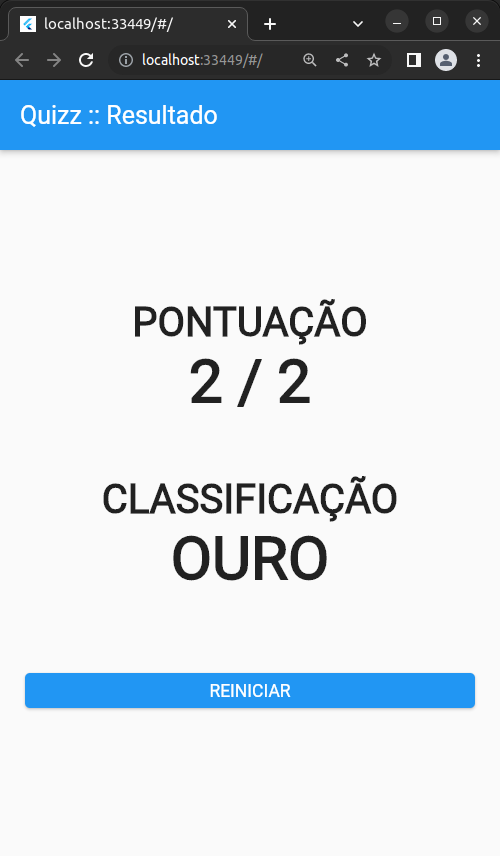 localhost:33449/#/
localhost:33449/#/
Quizz :: Resultado
PONTUAÇÃO
2 / 2
CLASSIFICAÇÃO
OURO
REINICIAR